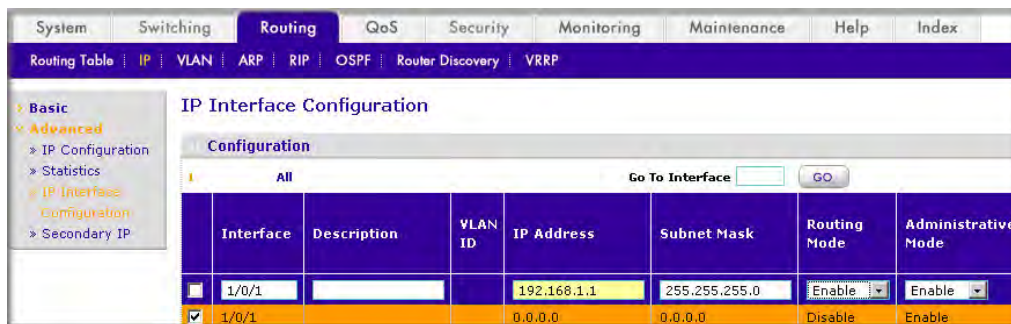 System Switching Routing QoS Security Monitoring Maintenance Help Index
Routing Table IP VLAN ARP RIP OSPF Router Discovery VRRP
Basic
Advanced
» IP Configuration
» Statistics
» IP Interface
Configuration
» Secondary IP
IP Interface Configuration
Configuration
1 All Go To Interface GO
Interface Description VLAN ID IP Address Subnet Mask Routing Mode Administrative Mode
1/0/1 192.168.1.1 255.255.255.0 Enable Enable
1/0/1 0.0.0.0 0.0.0.0 Disable Enable